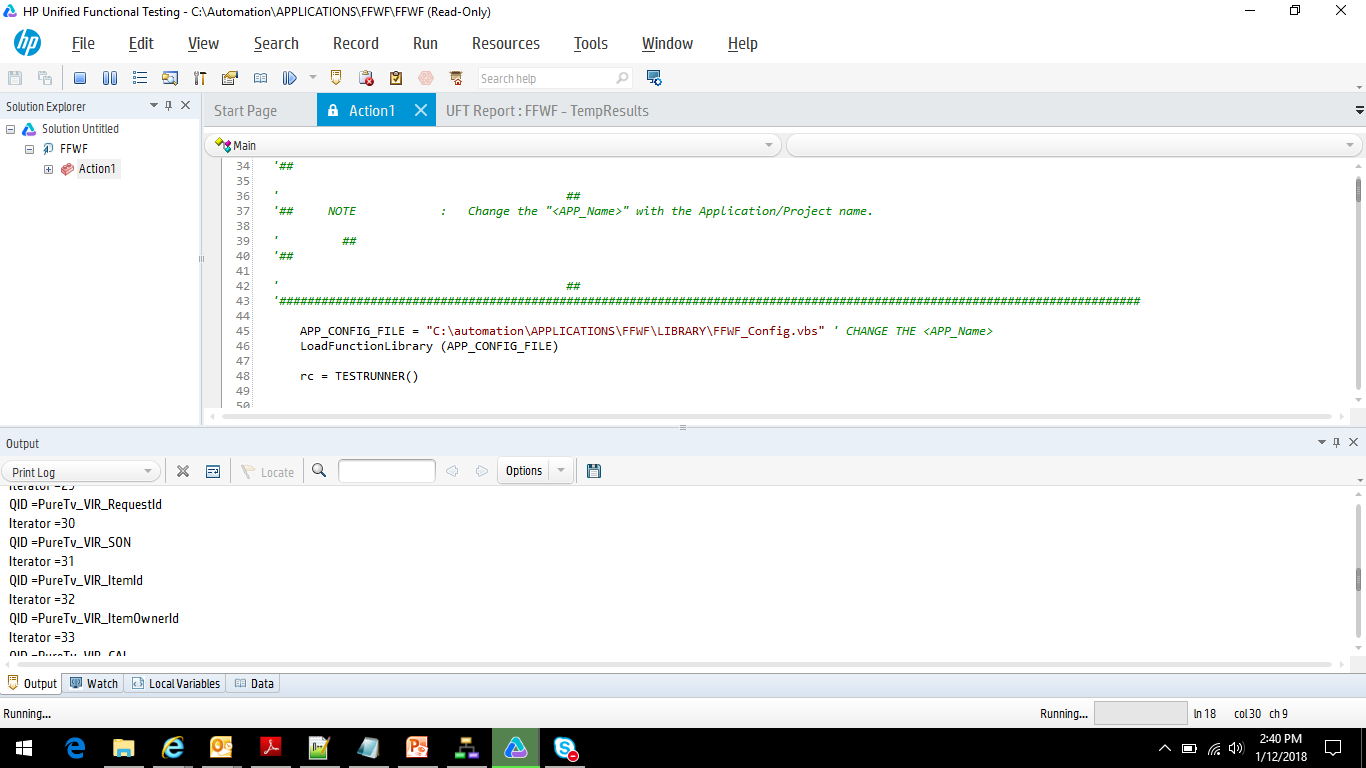 HP Unified Functional Testing - C:\Automation\APPLICATIONS\FFWF\FFWF (Read-Only)
hp File Edit View Search Record Run Resources Tools Window Help
Search help
Solution Explorer
Start Page Action1 UFT Report : FFWF - TempResults
Solution Untitled
FFWF
Action1
Main
34 '##
35
36 ' ##
37 '## NOTE : Change the "<APP_Name>" with the Application/Project name.
38
39 ' ##
40 '##
41
42 ' ##
43 '###########################################################################################################################
44
45 APP_CONFIG_FILE = "C:\automation\APPLICATIONS\FFWF\LIBRARY\FFWF_Config.vbs" ' CHANGE THE <APP_Name>
46 LoadFunctionLibrary (APP_CONFIG_FILE)
47
48 rc = TESTRUNNER()
49
50
Output
Print Log Locate Options
Iterator =29
QID =PureTv_VIR_RequestId
Iterator =30
QID =PureTv_VIR_SON
Iterator =31
QID =PureTv_VIR_ItemId
Iterator =32
QID =PureTv_VIR_ItemOwnerId
Iterator =33
QID =PureTv_VIR_CAL
Output Watch Local Variables Data
Running... Running... ln 18 col 30 ch 9
2:40 PM
1/12/2018